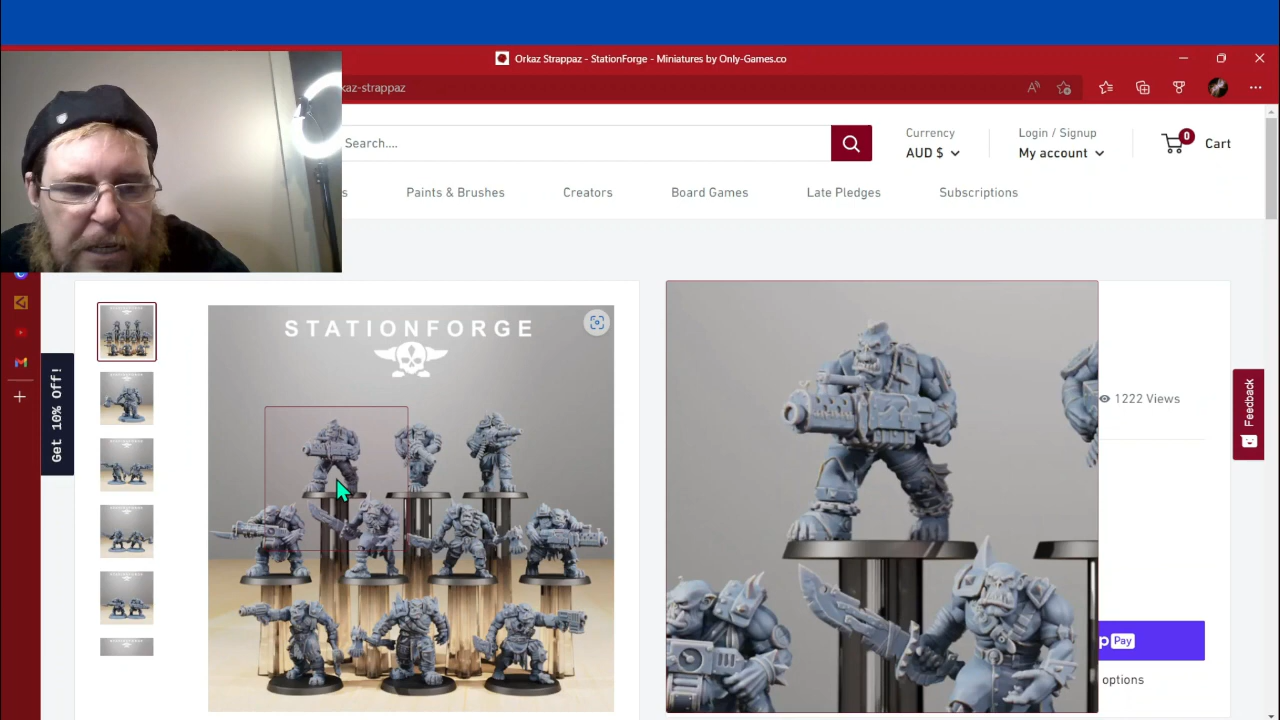 Orkaz Strappaz - StationForge - Miniatures by Only-Games.co
kaz-strappaz
Search....
Currency
AUD $
Login / Signup
My account
0
Cart
s
Paints & Brushes
Creators
Board Games
Late Pledges
Subscriptions
Get 10% Off!
STATIONFORGE
1222 Views
Feedback
p Pay
options